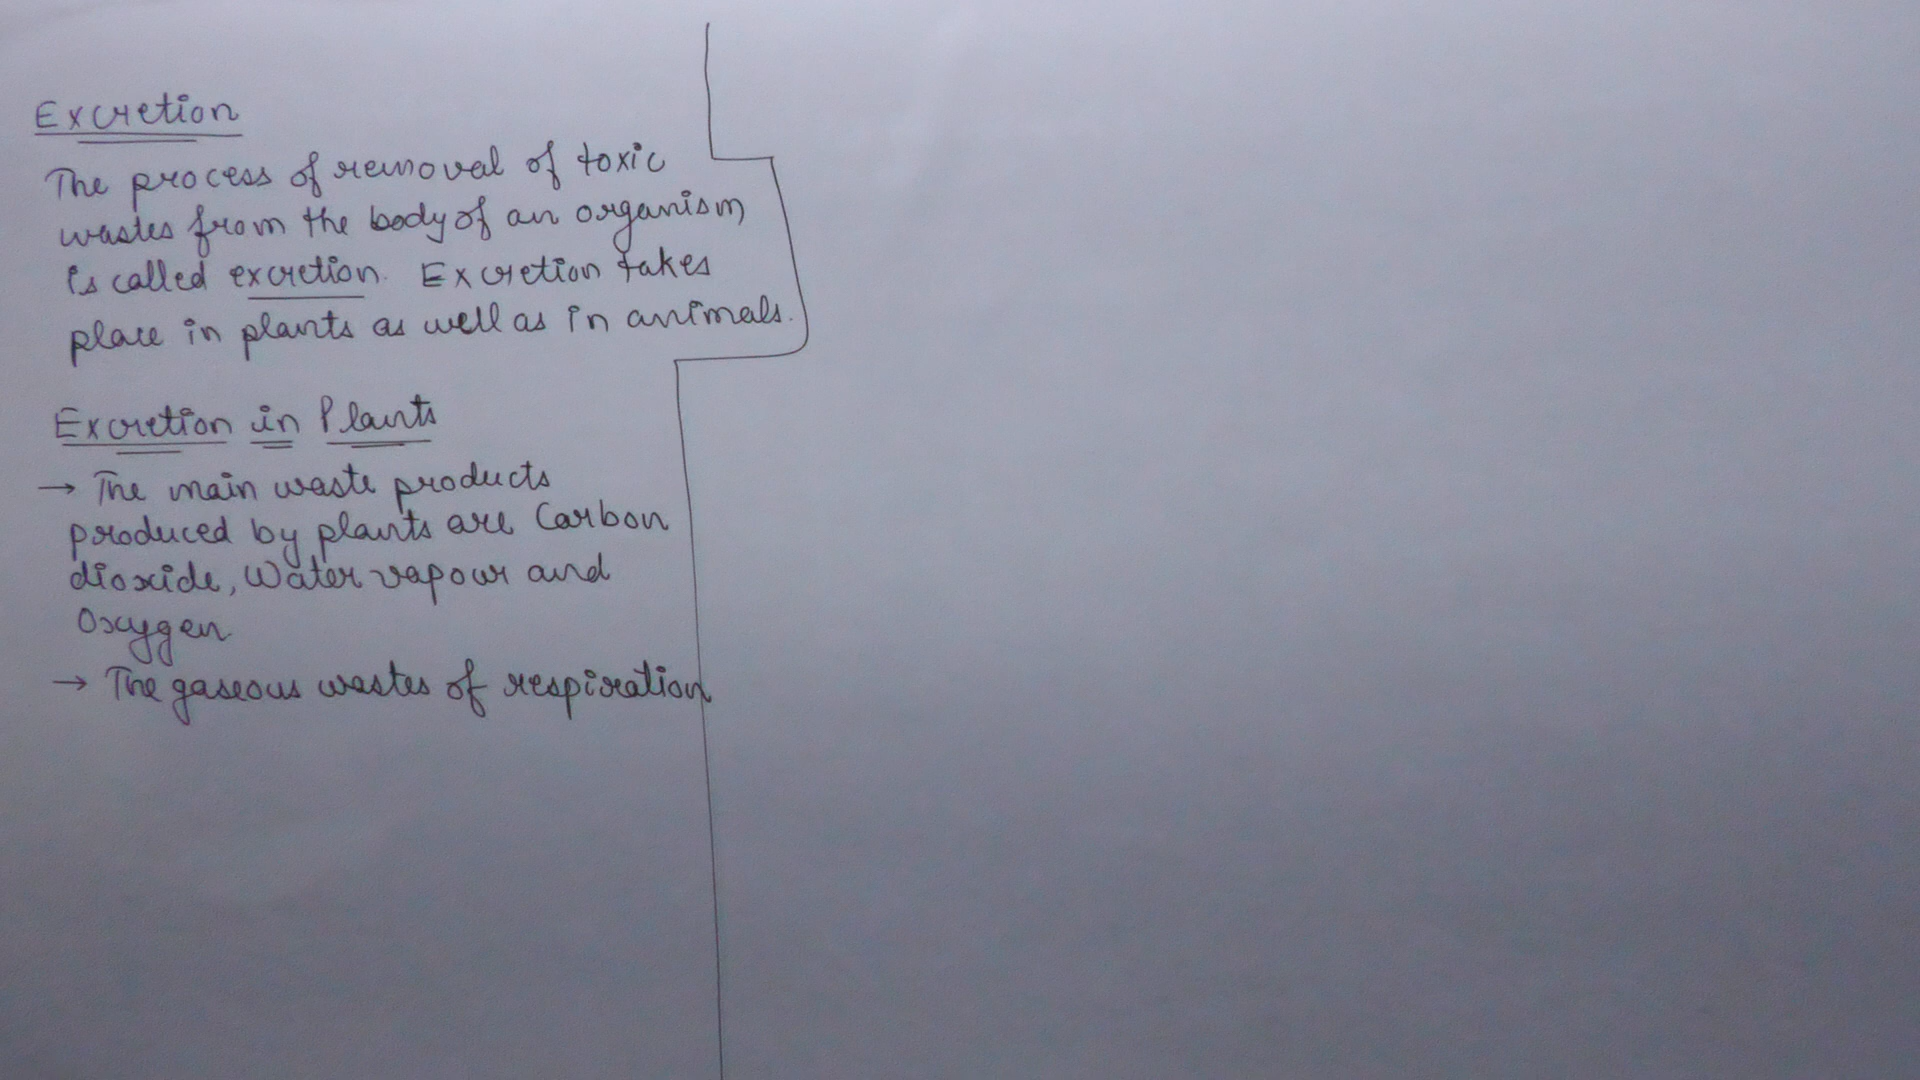 Excretion
The process of removal of toxic
wastes from the body of an organism
is called excretion. Excretion takes
place in plants as well as in animals.
Excretion in Plants
→ The main waste products
produced by plants are Carbon
dioxide, Water vapour and
Oxygen.
→ The gaseous wastes of respiration